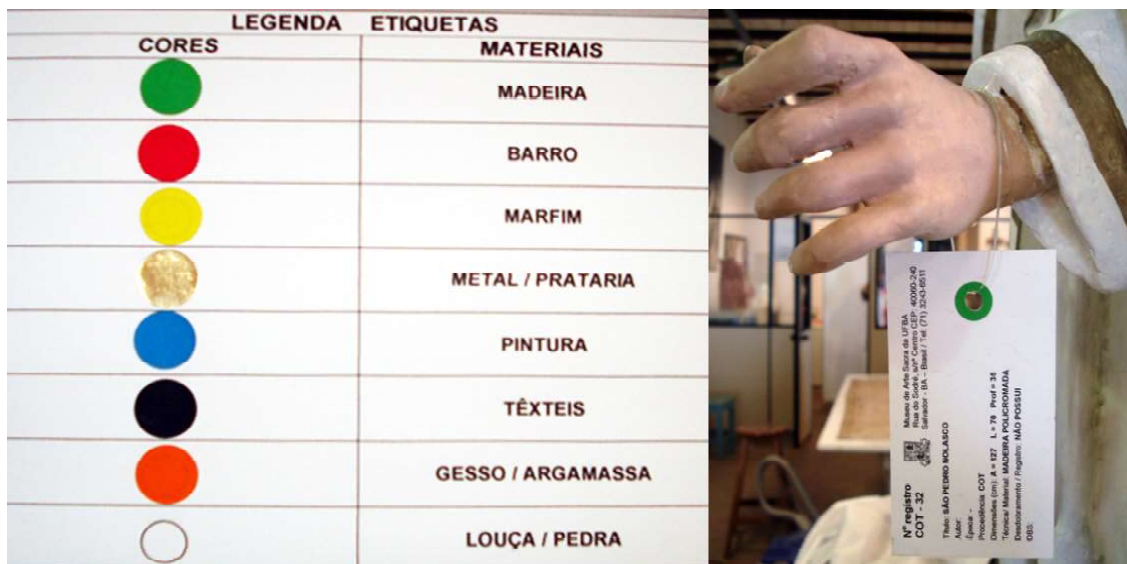 LEGENDA ETIQUETAS
CORES MATERIAIS
MADEIRA
BARRO
MARFIM
METAL / PRATARIA
PINTURA
TÊXTEIS
GESSO / ARGAMASSA
LOUÇA / PEDRA
Nº registro
COT - 32
Museu de Arte Sacra da UFBA
Rua do Sodré, s/nº Centro CEP: 40060-240
Salvador - BA – Brasil / Tel: (71) 3243-6511
Título: SÃO PEDRO NOLASCO
Autor:
Época: -
Procedência: COT
Dimensões (cm): A = 127 L = 76 Prof = 31
Técnica/ Material: MADEIRA POLICROMADA
Desdobramento / Registro: NÃO POSSUI
OBS: